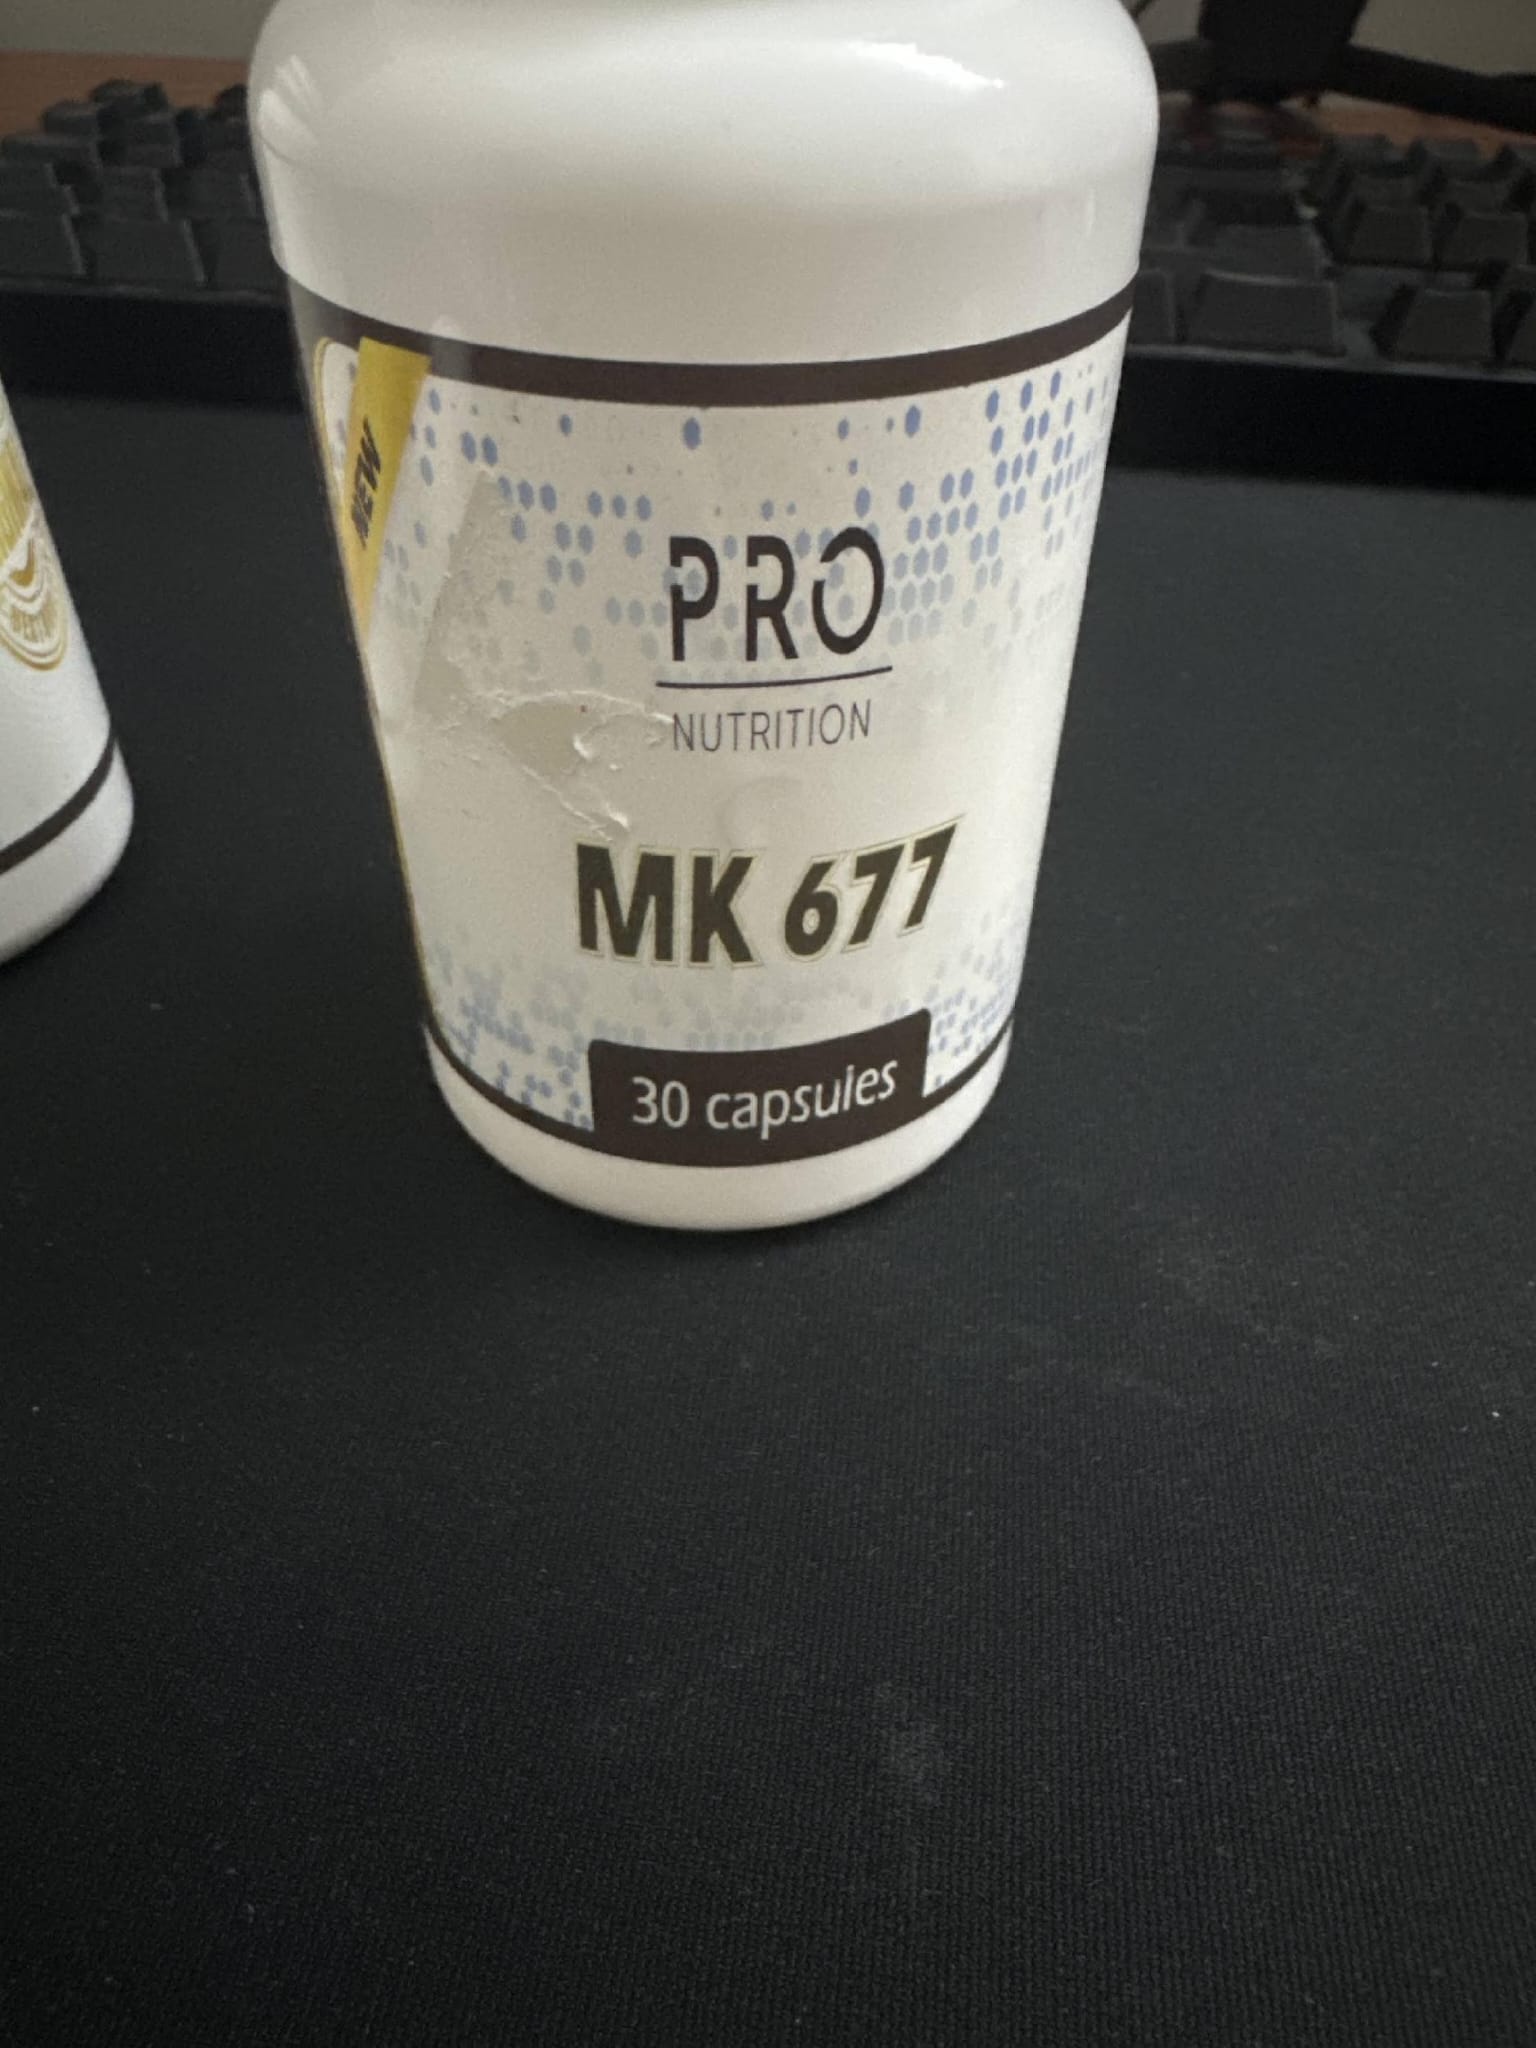 NEW
PRO
NUTRITION
MK 677
30 capsules